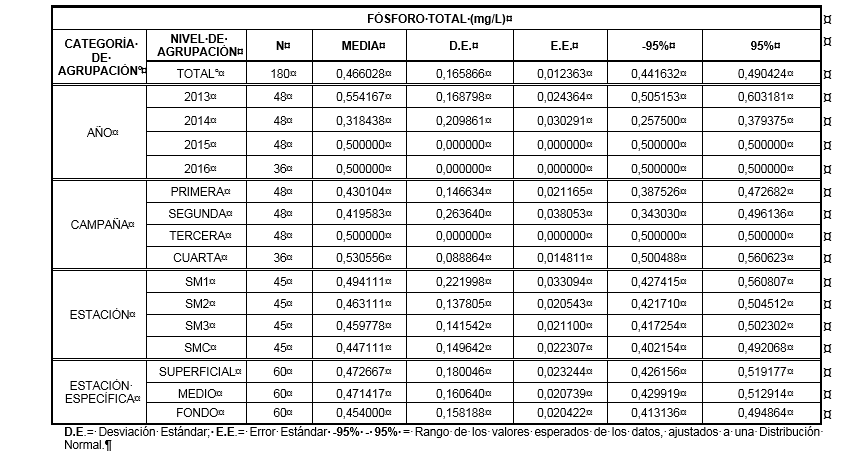 FÓSFORO·TOTAL·(mg/L)¤ ¤
CATEGORÍA· DE· AGRUPACIÓN°¤ NIVEL·DE· AGRUPACIÓN¤ N¤ MEDIA¤ D.E.¤ E.E.¤ -95%¤ 95%¤ ¤
TOTAL°¤ 180¤ 0,466028¤ 0,165866¤ 0,012363¤ 0,441632¤ 0,490424¤ ¤
AÑO¤ 2013¤ 48¤ 0,554167¤ 0,168798¤ 0,024364¤ 0,505153¤ 0,603181¤ ¤
2014¤ 48¤ 0,318438¤ 0,209861¤ 0,030291¤ 0,257500¤ 0,379375¤ ¤
2015¤ 48¤ 0,500000¤ 0,000000¤ 0,000000¤ 0,500000¤ 0,500000¤ ¤
2016¤ 36¤ 0,500000¤ 0,000000¤ 0,000000¤ 0,500000¤ 0,500000¤ ¤
CAMPAÑA¤ PRIMERA¤ 48¤ 0,430104¤ 0,146634¤ 0,021165¤ 0,387526¤ 0,472682¤ ¤
SEGUNDA¤ 48¤ 0,419583¤ 0,263640¤ 0,038053¤ 0,343030¤ 0,496136¤ ¤
TERCERA¤ 48¤ 0,500000¤ 0,000000¤ 0,000000¤ 0,500000¤ 0,500000¤ ¤
CUARTA¤ 36¤ 0,530556¤ 0,088864¤ 0,014811¤ 0,500488¤ 0,560623¤ ¤
ESTACIÓN¤ SM1¤ 45¤ 0,494111¤ 0,221998¤ 0,033094¤ 0,427415¤ 0,560807¤ ¤
SM2¤ 45¤ 0,463111¤ 0,137805¤ 0,020543¤ 0,421710¤ 0,504512¤ ¤
SM3¤ 45¤ 0,459778¤ 0,141542¤ 0,021100¤ 0,417254¤ 0,502302¤ ¤
SMC¤ 45¤ 0,447111¤ 0,149642¤ 0,022307¤ 0,402154¤ 0,492068¤ ¤
ESTACIÓN· ESPECÍFICA¤ SUPERFICIAL¤ 60¤ 0,472667¤ 0,180046¤ 0,023244¤ 0,426156¤ 0,519177¤ ¤
MEDIO¤ 60¤ 0,471417¤ 0,160640¤ 0,020739¤ 0,429919¤ 0,512914¤ ¤
FONDO¤ 60¤ 0,454000¤ 0,158188¤ 0,020422¤ 0,413136¤ 0,494864¤ ¤
D.E.=·Desviación·Estándar;·E.E.=·Error·Estándar·-95%·-·95%·=·Rango·de·los·valores·esperados·de·los·datos,·ajustados·a·una·Distribución·
Normal.¶